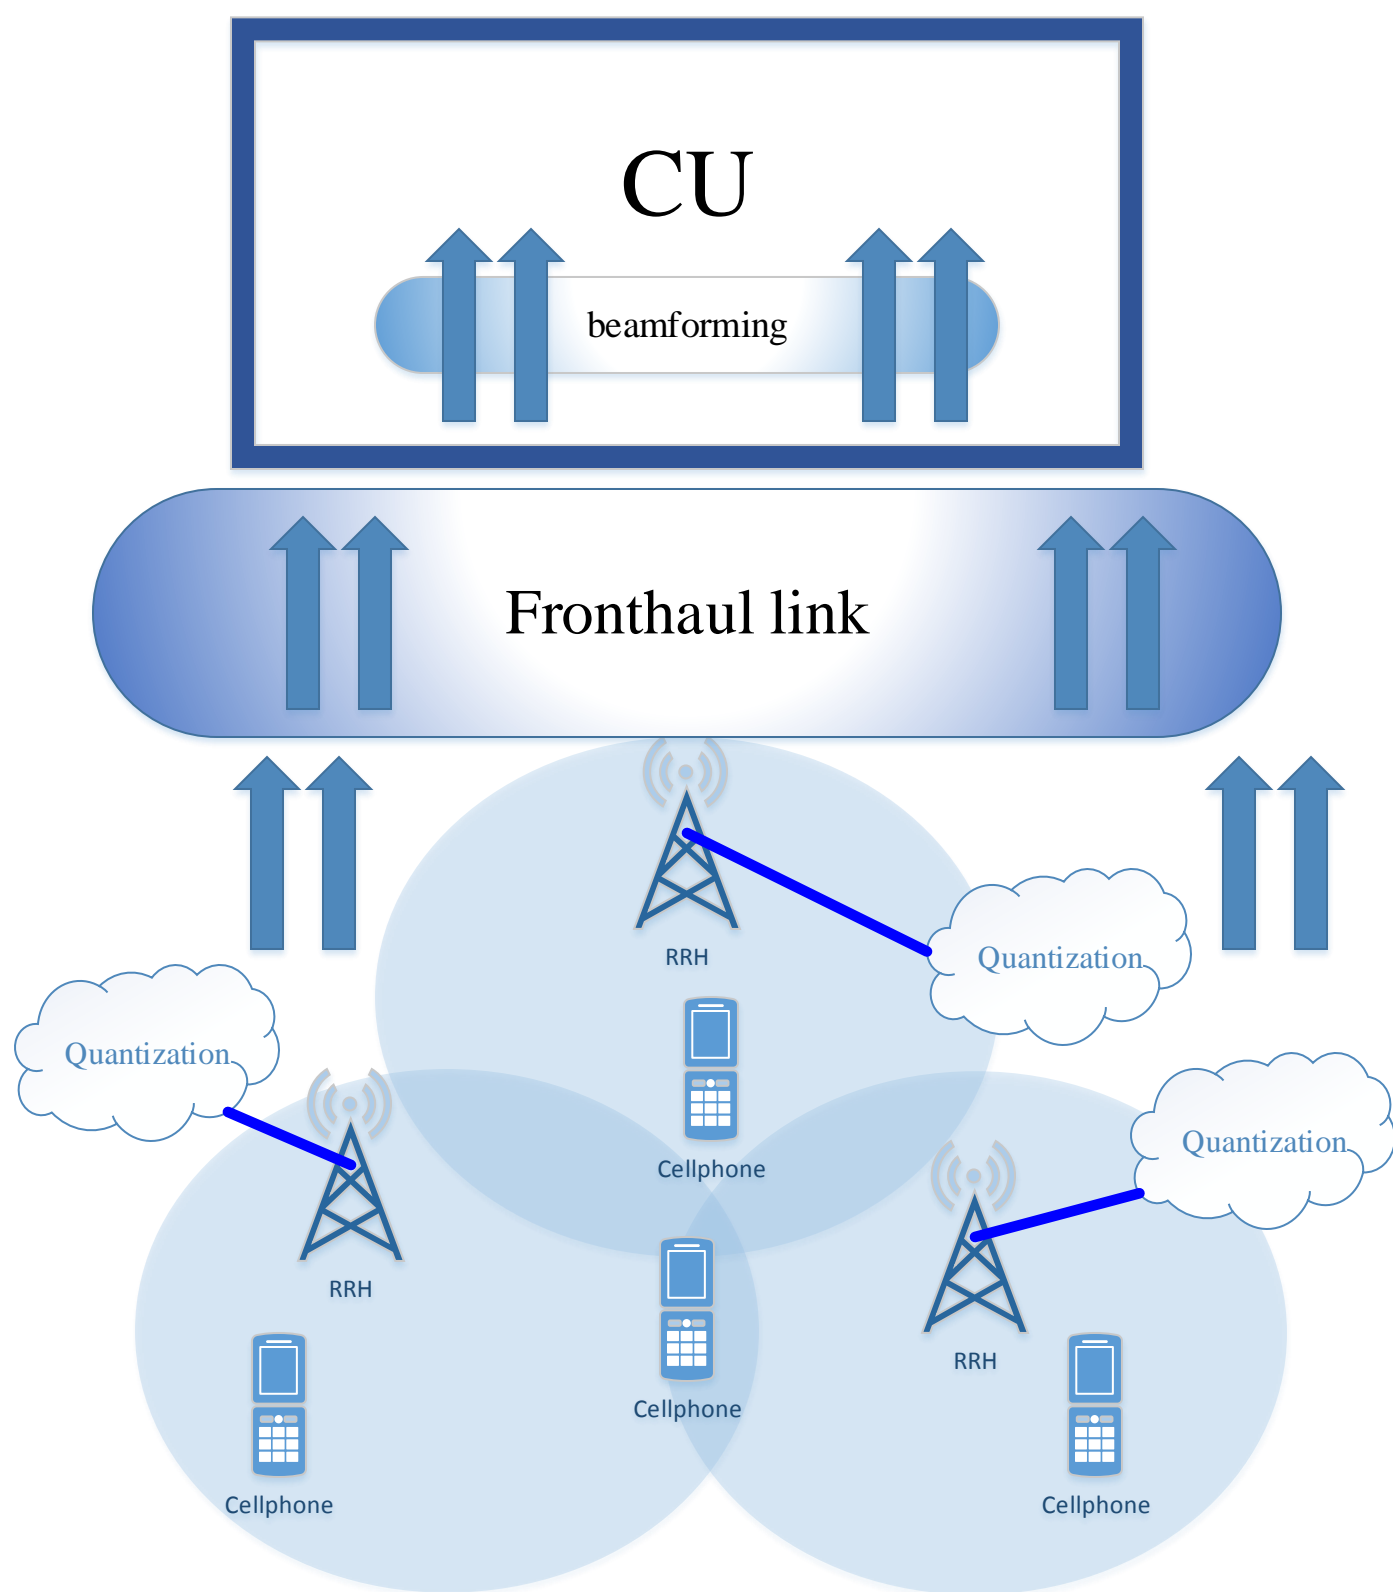 CU
beamforming
Fronthaul link
RRH
Quantization
Quantization
Cellphone
Quantization
RRH
RRH
Cellphone
Cellphone
Cellphone